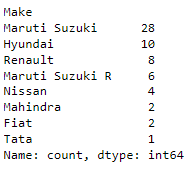 Make
Maruti Suzuki 28
Hyundai 10
Renault 8
Maruti Suzuki R 6
Nissan 4
Mahindra 2
Fiat 2
Tata 1
Name: count, dtype: int64